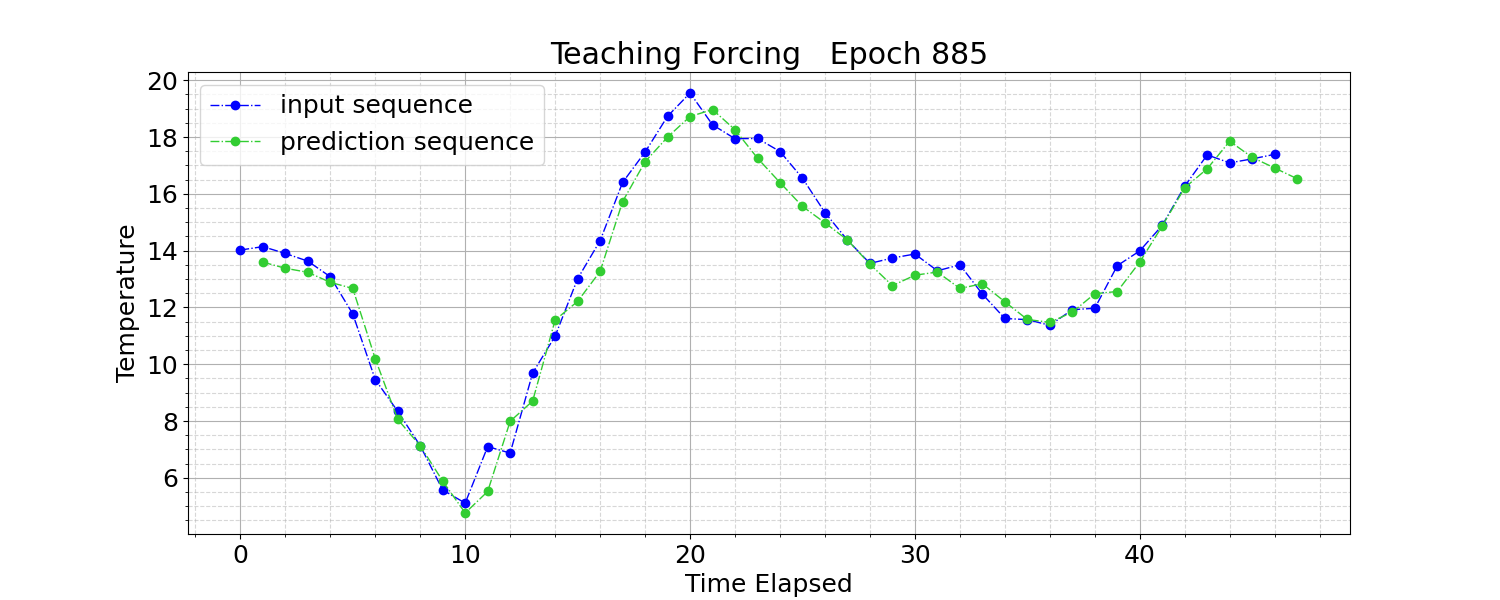 Teaching Forcing   Epoch 885
input sequence
prediction sequence
Temperature
20
18
16
14
12
10
8
6
0 10 20 30 40
Time Elapsed